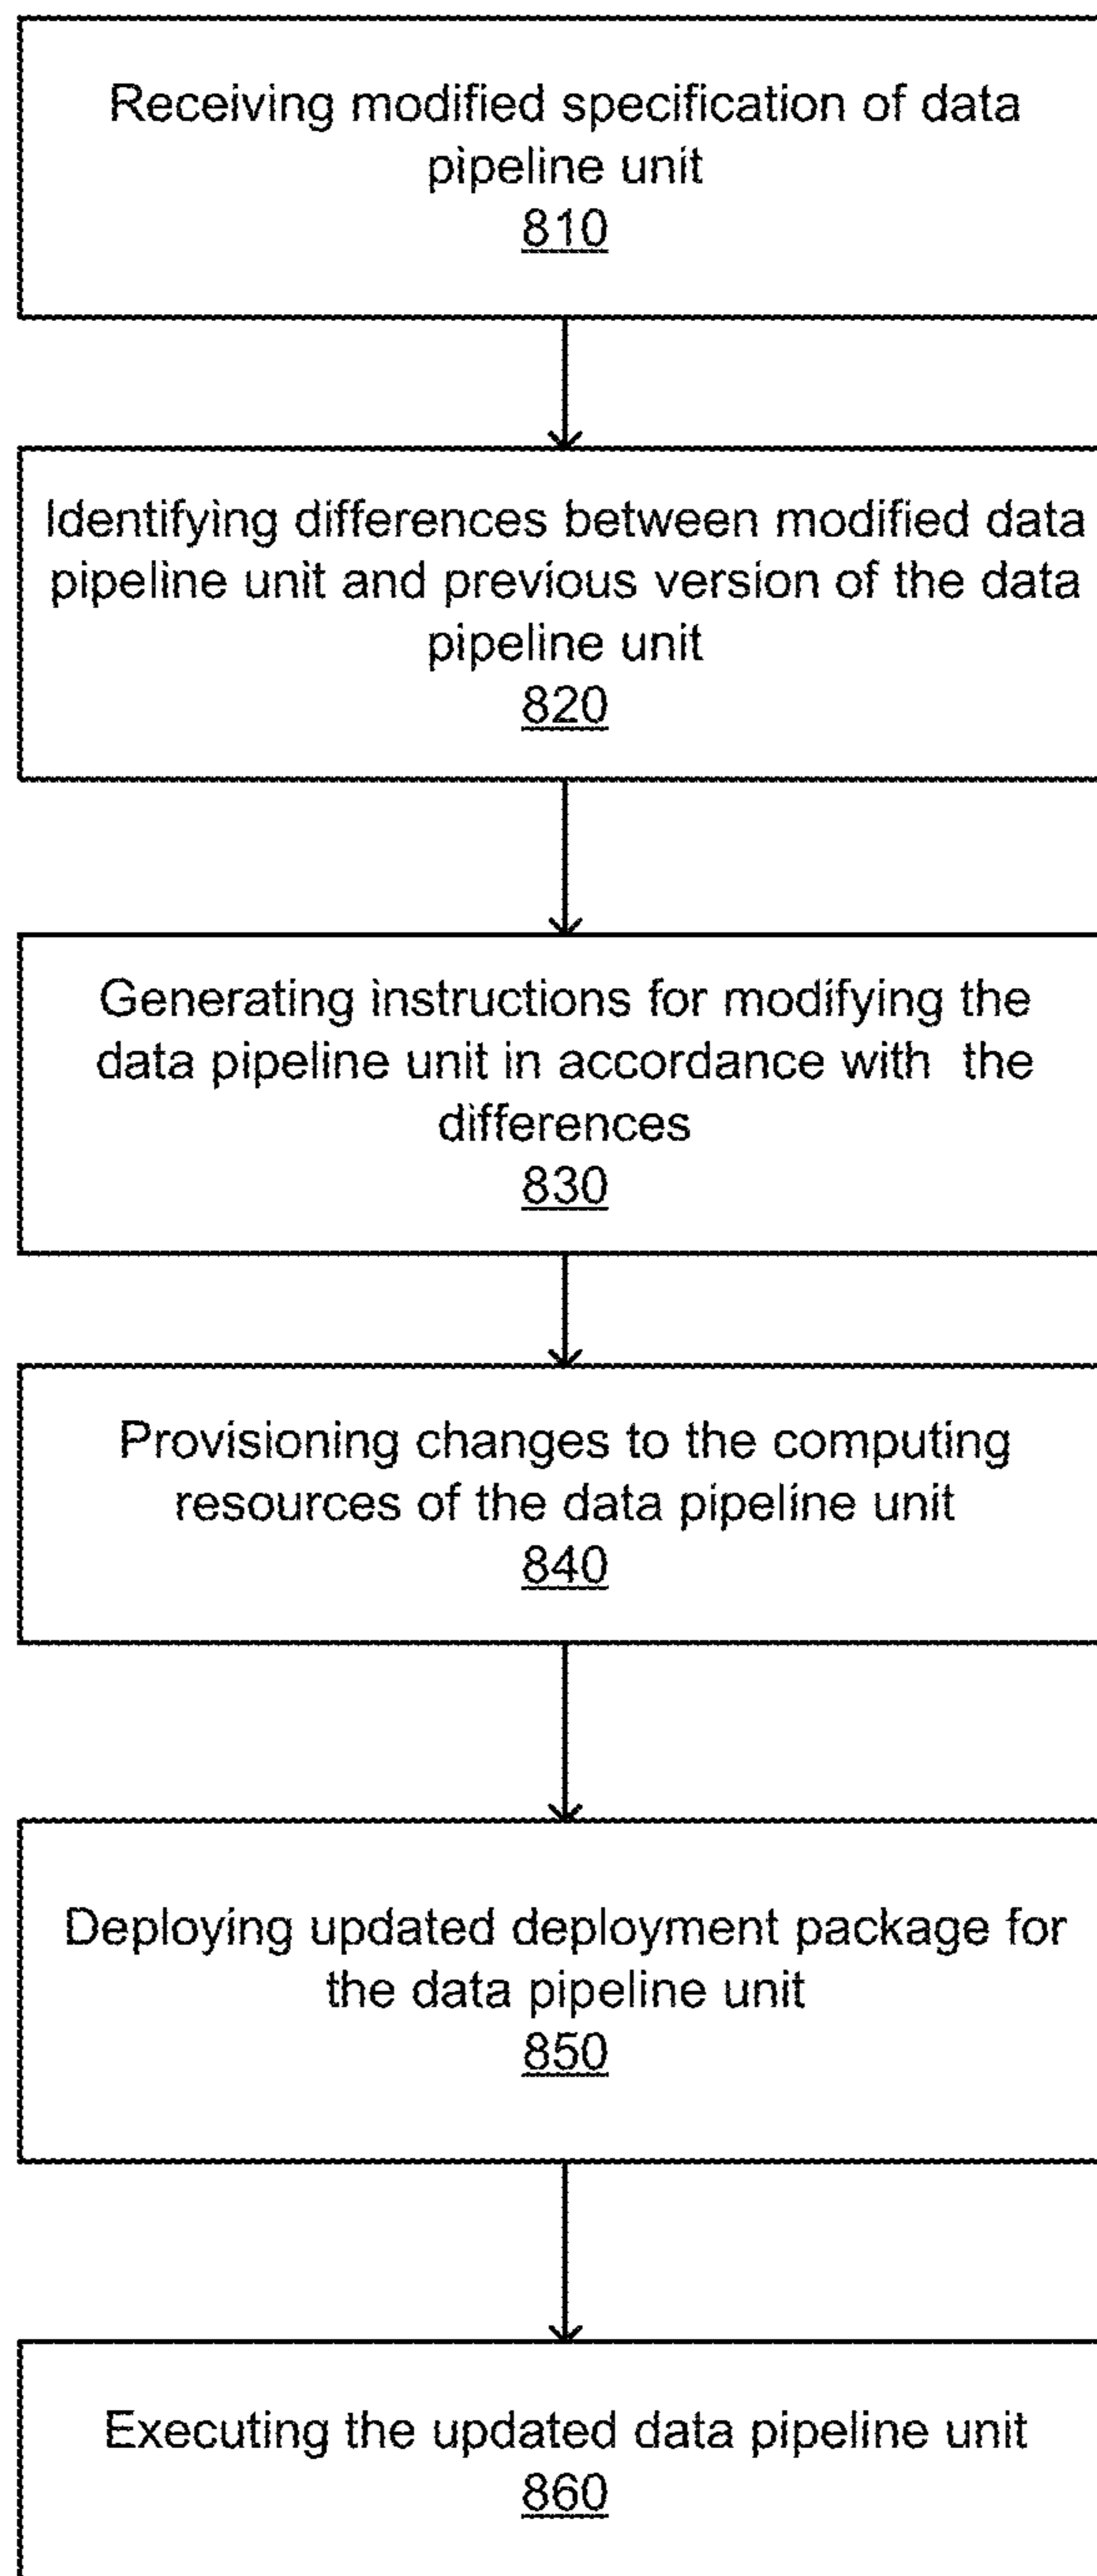 Receiving modified specification of data
pipeline unit
810
Identifying differences between modified data
pipeline unit and previous version of the data
pipeline unit
820
Generating instructions for modifying the
data pipeline unit in accordance with the
differences
830
Provisioning changes to the computing
resources of the data pipeline unit
840
Deploying updated deployment package for
the data pipeline unit
850
Executing the updated data pipeline unit
860